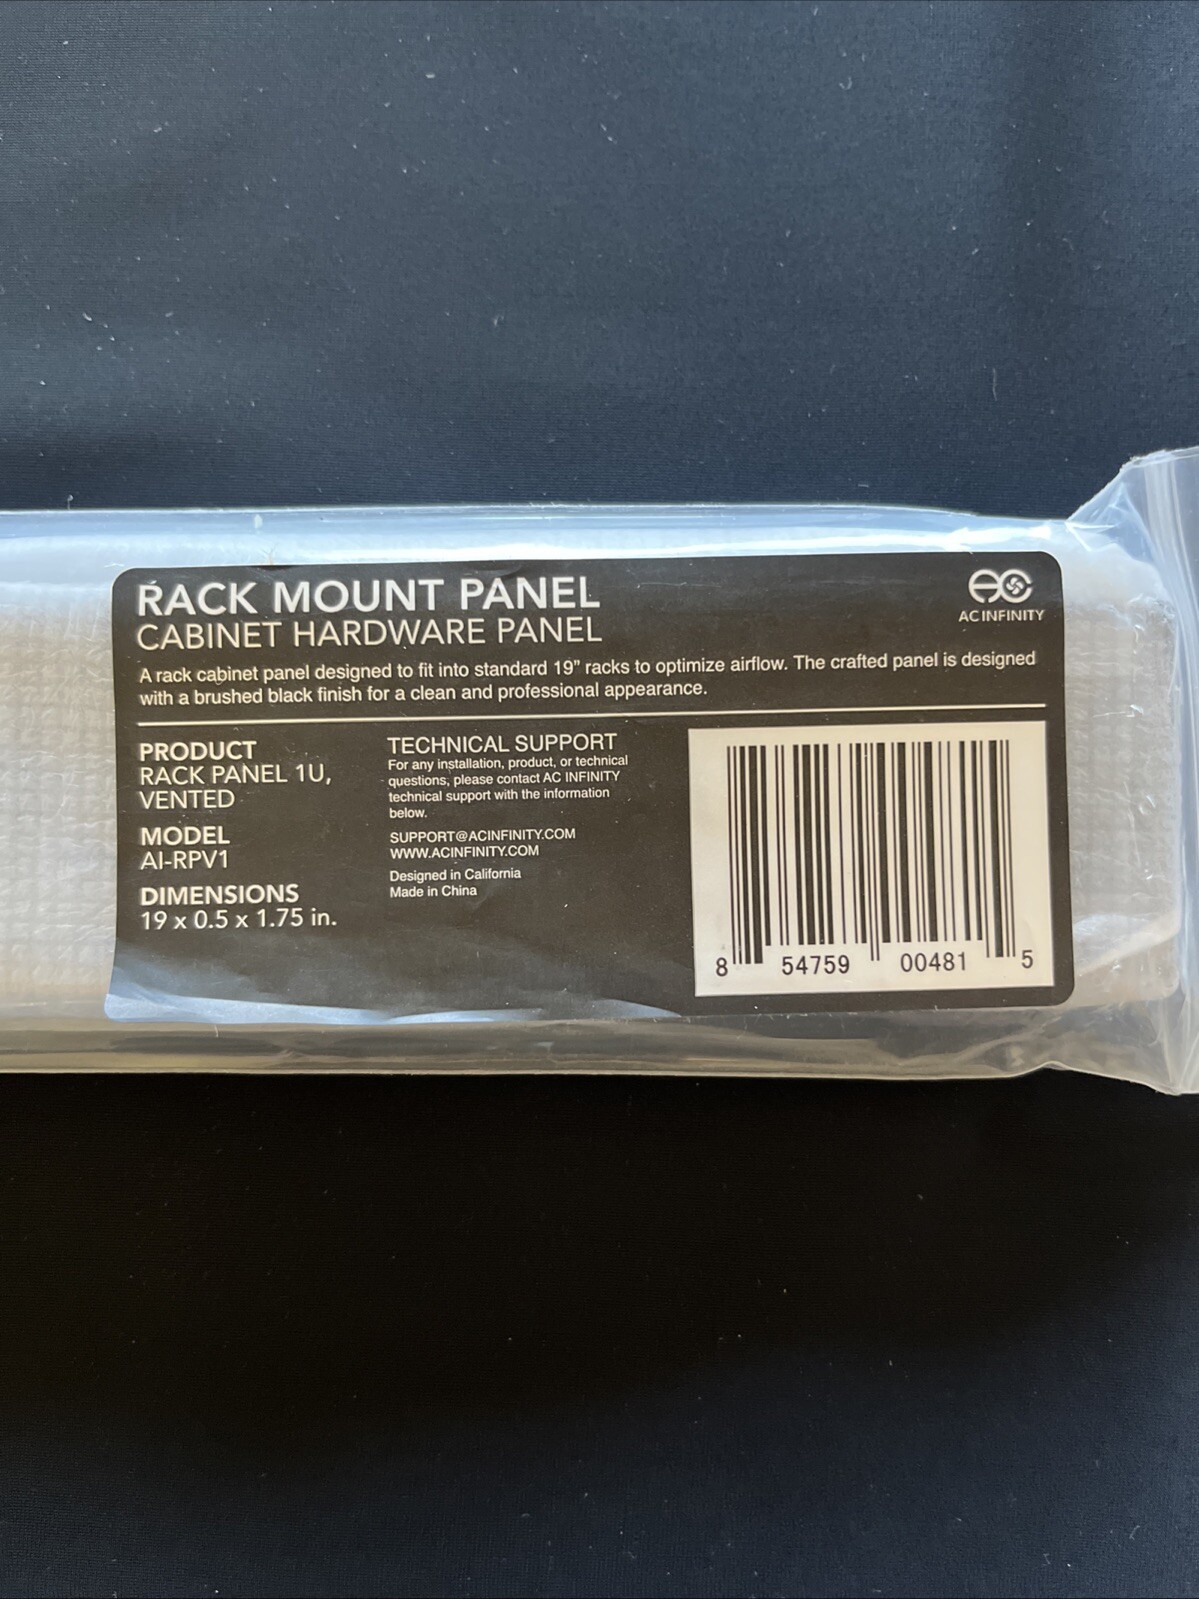 RACK MOUNT PANEL
CABINET HARDWARE PANEL
AC INFINITY
A rack cabinet panel designed to fit into standard 19” racks to optimize airflow. The crafted panel is designed
with a brushed black finish for a clean and professional appearance.
PRODUCT
RACK PANEL 1U,
VENTED
MODEL
AI-RPV1
DIMENSIONS
19 x 0.5 x 1.75 in.
TECHNICAL SUPPORT
For any installation, product, or technical
questions, please contact AC INFINITY
technical support with the information
below.
SUPPORT@ACINFINITY.COM
WWW.ACINFINITY.COM
Designed in California
Made in China
8 54759 00481 5